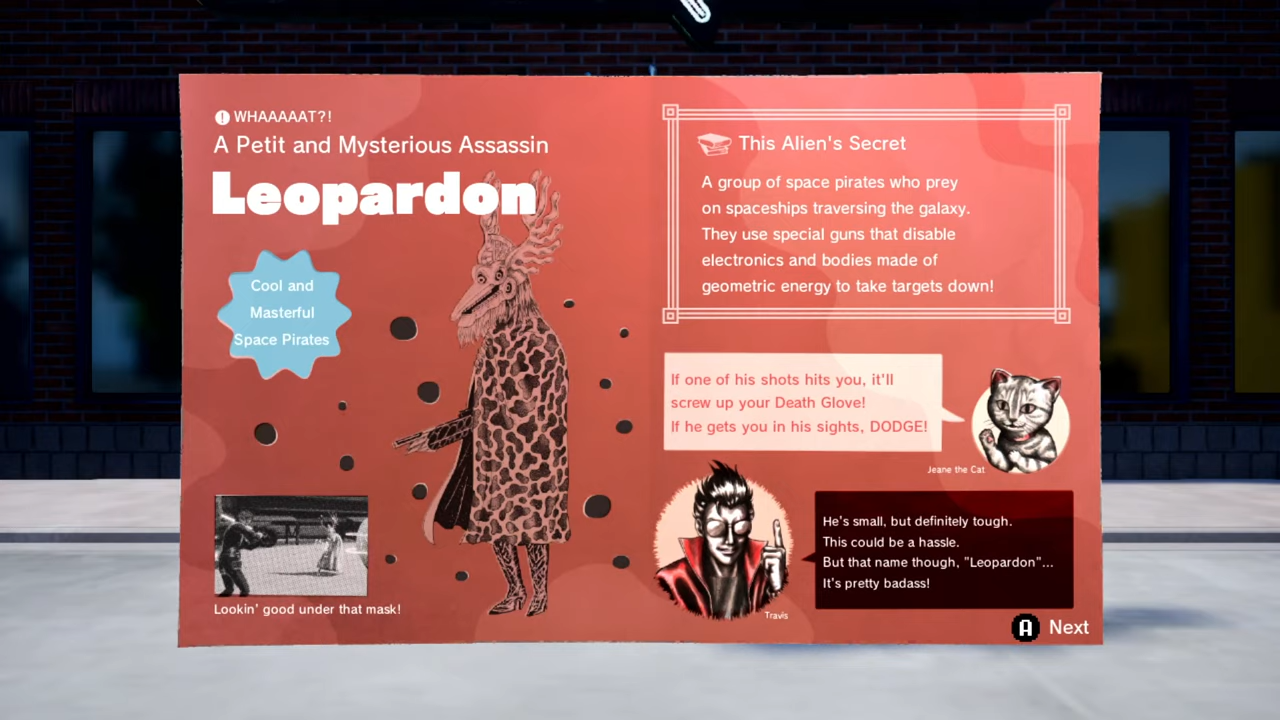 WHAAAAAT?!
A Petit and Mysterious Assassin
Leopardon
Cool and
Masterful
Space Pirates
Lookin' good under that mask!
This Alien's Secret
A group of space pirates who prey
on spaceships traversing the galaxy.
They use special guns that disable
electronics and bodies made of
geometric energy to take targets down!
If one of his shots hits you, it'll
screw up your Death Glove!
If he gets you in his sights, DODGE!
Jeane the Cat
He's small, but definitely tough.
This could be a hassle.
But that name though, "Leopardon"...
It's pretty badass!
Travis
A Next